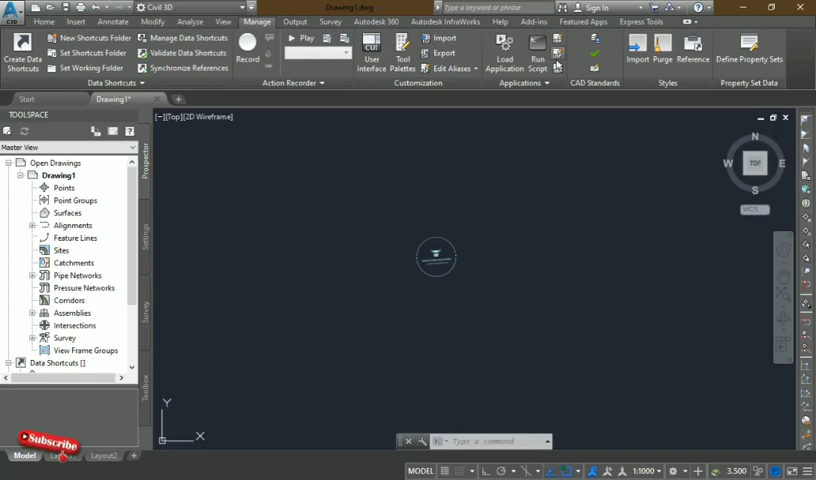 C3D
Civil 3D
Drawing1.dwg
Type a keyword or phrase
Sign In
Home Insert Annotate Modify Analyze View Manage Output Survey Autodesk 360 Autodesk InfraWorks Help Add-ins Featured Apps Express Tools
Create Data
Shortcuts
New Shortcuts Folder
Set Shortcuts Folder
Set Working Folder
Manage Data Shortcuts
Validate Data Shortcuts
Synchronize References
Data Shortcuts
Record
Play
Action Recorder
CUI
User
Interface
Tool
Palettes
Import
Export
Edit Aliases
Customization
Load
Application
Run
Script
Applications
CAD Standards
Import
Purge
Reference
Styles
Define Property Sets
Property Set Data
Start
Drawing1*
TOOLSPACE
Master View
Open Drawings
Drawing1
Points
Point Groups
Surfaces
Alignments
Feature Lines
Sites
Catchments
Pipe Networks
Pressure Networks
Corridors
Assemblies
Intersections
Survey
View Frame Groups
Data Shortcuts []
Prospector
Settings
Survey
Toolbox
[−][Top][2D Wireframe]
N
W
TOP
E
S
WCS
Y
X
Subscribe
Type a command
Model
Layout2
MODEL
1:1000
3.500